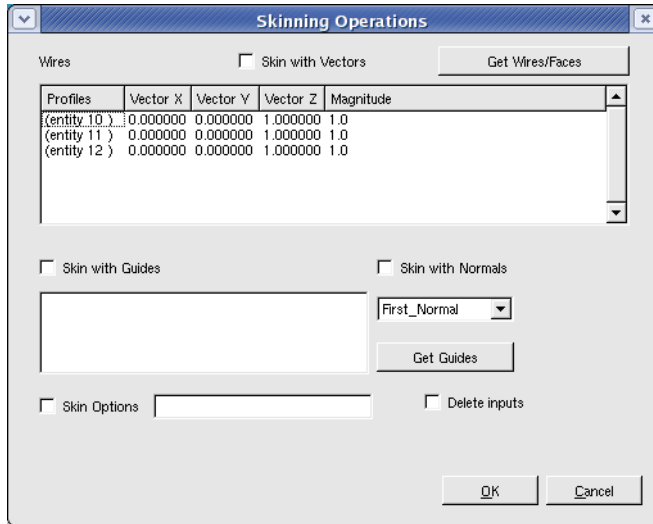 Skinning Operations
Wires
Skin with Vectors
Get Wires/Faces
Profiles Vector X Vector Y Vector Z Magnitude
(entity 10 ) 0.000000 0.000000 1.000000 1.0
(entity 11 ) 0.000000 0.000000 1.000000 1.0
(entity 12 ) 0.000000 0.000000 1.000000 1.0
Skin with Guides
Skin with Normals
First_Normal
Get Guides
Skin Options
Delete inputs
OK
Cancel